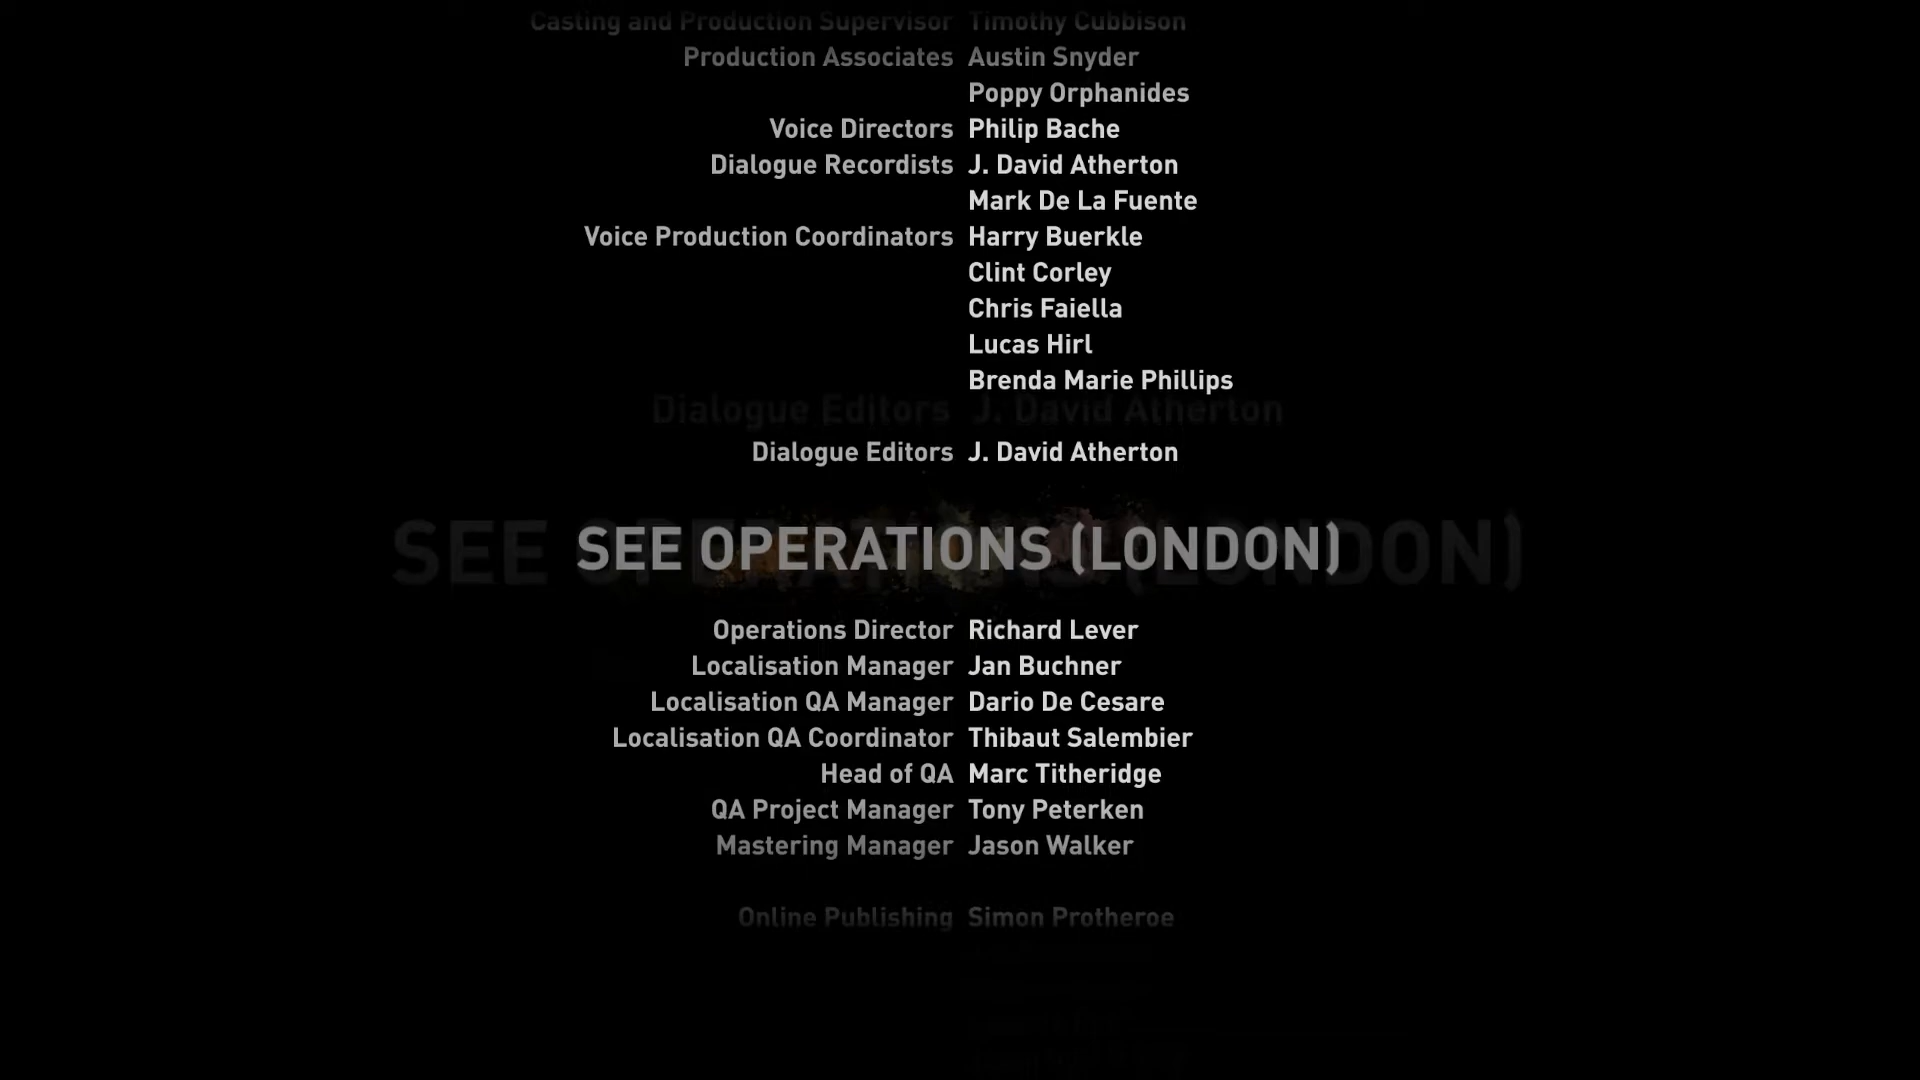 Casting and Production Supervisor Timothy Cubbison
Production Associates Austin Snyder
Poppy Orphanides
Voice Directors Philip Bache
Dialogue Recordists J. David Atherton
Mark De La Fuente
Voice Production Coordinators Harry Buerkle
Clint Corley
Chris Faiella
Lucas Hirl
Brenda Marie Phillips
Dialogue Editors J. David Atherton
Dialogue Editors J. David Atherton
SEE OPERATIONS (LONDON)
Operations Director Richard Lever
Localisation Manager Jan Buchner
Localisation QA Manager Dario De Cesare
Localisation QA Coordinator Thibaut Salembier
Head of QA Marc Titheridge
QA Project Manager Tony Peterken
Mastering Manager Jason Walker
Online Publishing Simon Protheroe